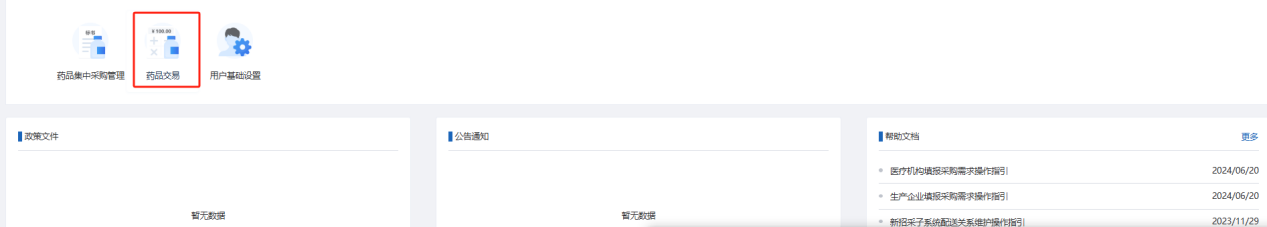 标书
¥100.00
药品集中采购管理
药品交易
用户基础设置
政策文件
暂无数据
公告通知
暂无数据
帮助文档
更多
医疗机构填报采购需求操作指引
2024/06/20
生产企业填报采购需求操作指引
2024/06/20
新招采子系统配送关系维护操作指引
2023/11/29